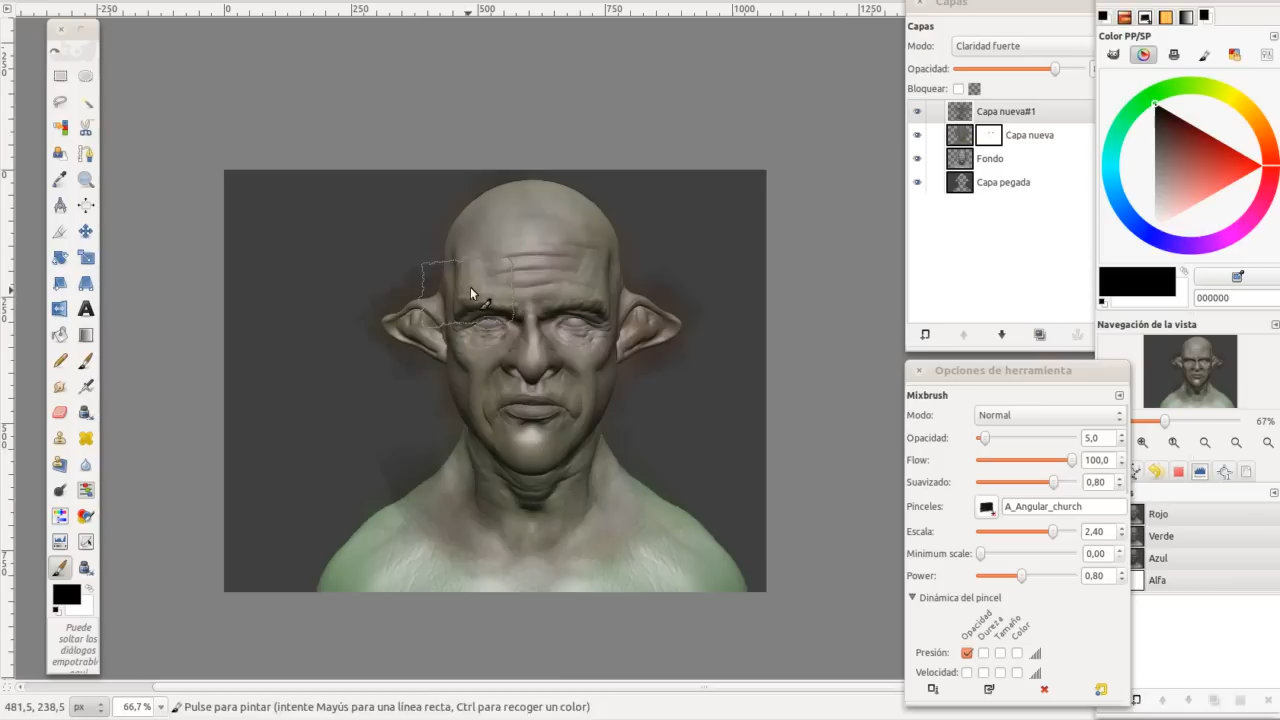 -250 0 250 500 750 1000 1250
Capas
Capas
Modo: Claridad fuerte
Opacidad:
Bloquear:
Capa nueva#1
Capa nueva
Fondo
Capa pegada
Color PP/SP
000000
Navegación de la vista
67%
Rojo
Verde
Azul
Alfa
Opciones de herramienta
Mixbrush
Modo: Normal
Opacidad: 5,0
Flow: 100,0
Suavizado: 0,80
Pinceles: A_Angular_church
Escala: 2,40
Minimum scale: 0,00
Power: 0,80
Dinámica del pincel
Opacidad Dureza Tamaño Color
Presión:
Velocidad:
Puede
soltar los
diálogos
empotrabl
481,5, 238,5 px 66,7% Pulse para pintar (intente Mayús para una línea recta, Ctrl para recoger un color)